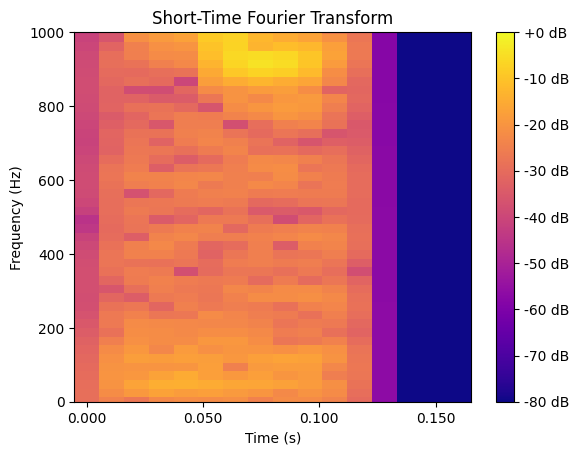 Short-Time Fourier Transform
Frequency (Hz)
1000
800
600
400
200
0
0.000
0.050
0.100
0.150
Time (s)
+0 dB
-10 dB
-20 dB
-30 dB
-40 dB
-50 dB
-60 dB
-70 dB
-80 dB